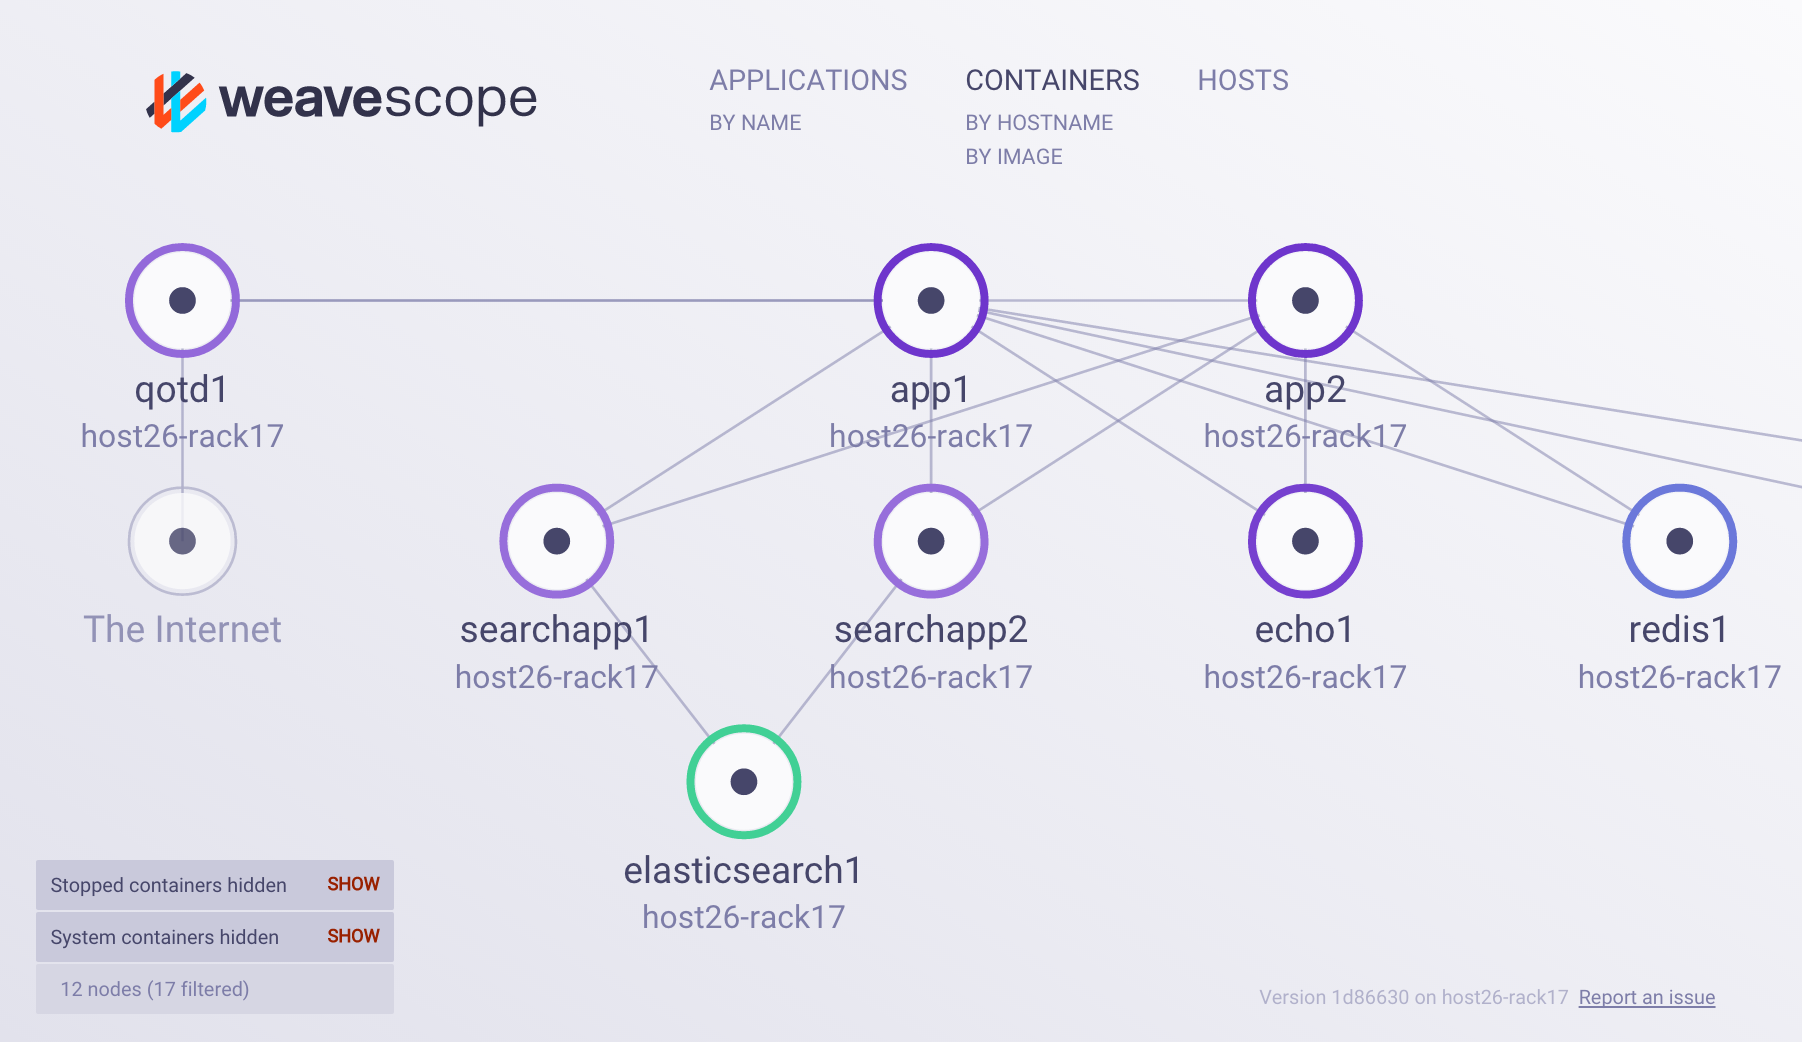 weavescope
APPLICATIONS
BY NAME
CONTAINERS
BY HOSTNAME
BY IMAGE
HOSTS
qotd1
host26-rack17
app1
host26-rack17
app2
host26-rack17
The Internet
searchapp1
host26-rack17
searchapp2
host26-rack17
echo1
host26-rack17
redis1
host26-rack17
elasticsearch1
host26-rack17
Stopped containers hidden SHOW
System containers hidden SHOW
12 nodes (17 filtered)
Version 1d86630 on host26-rack17 Report an issue